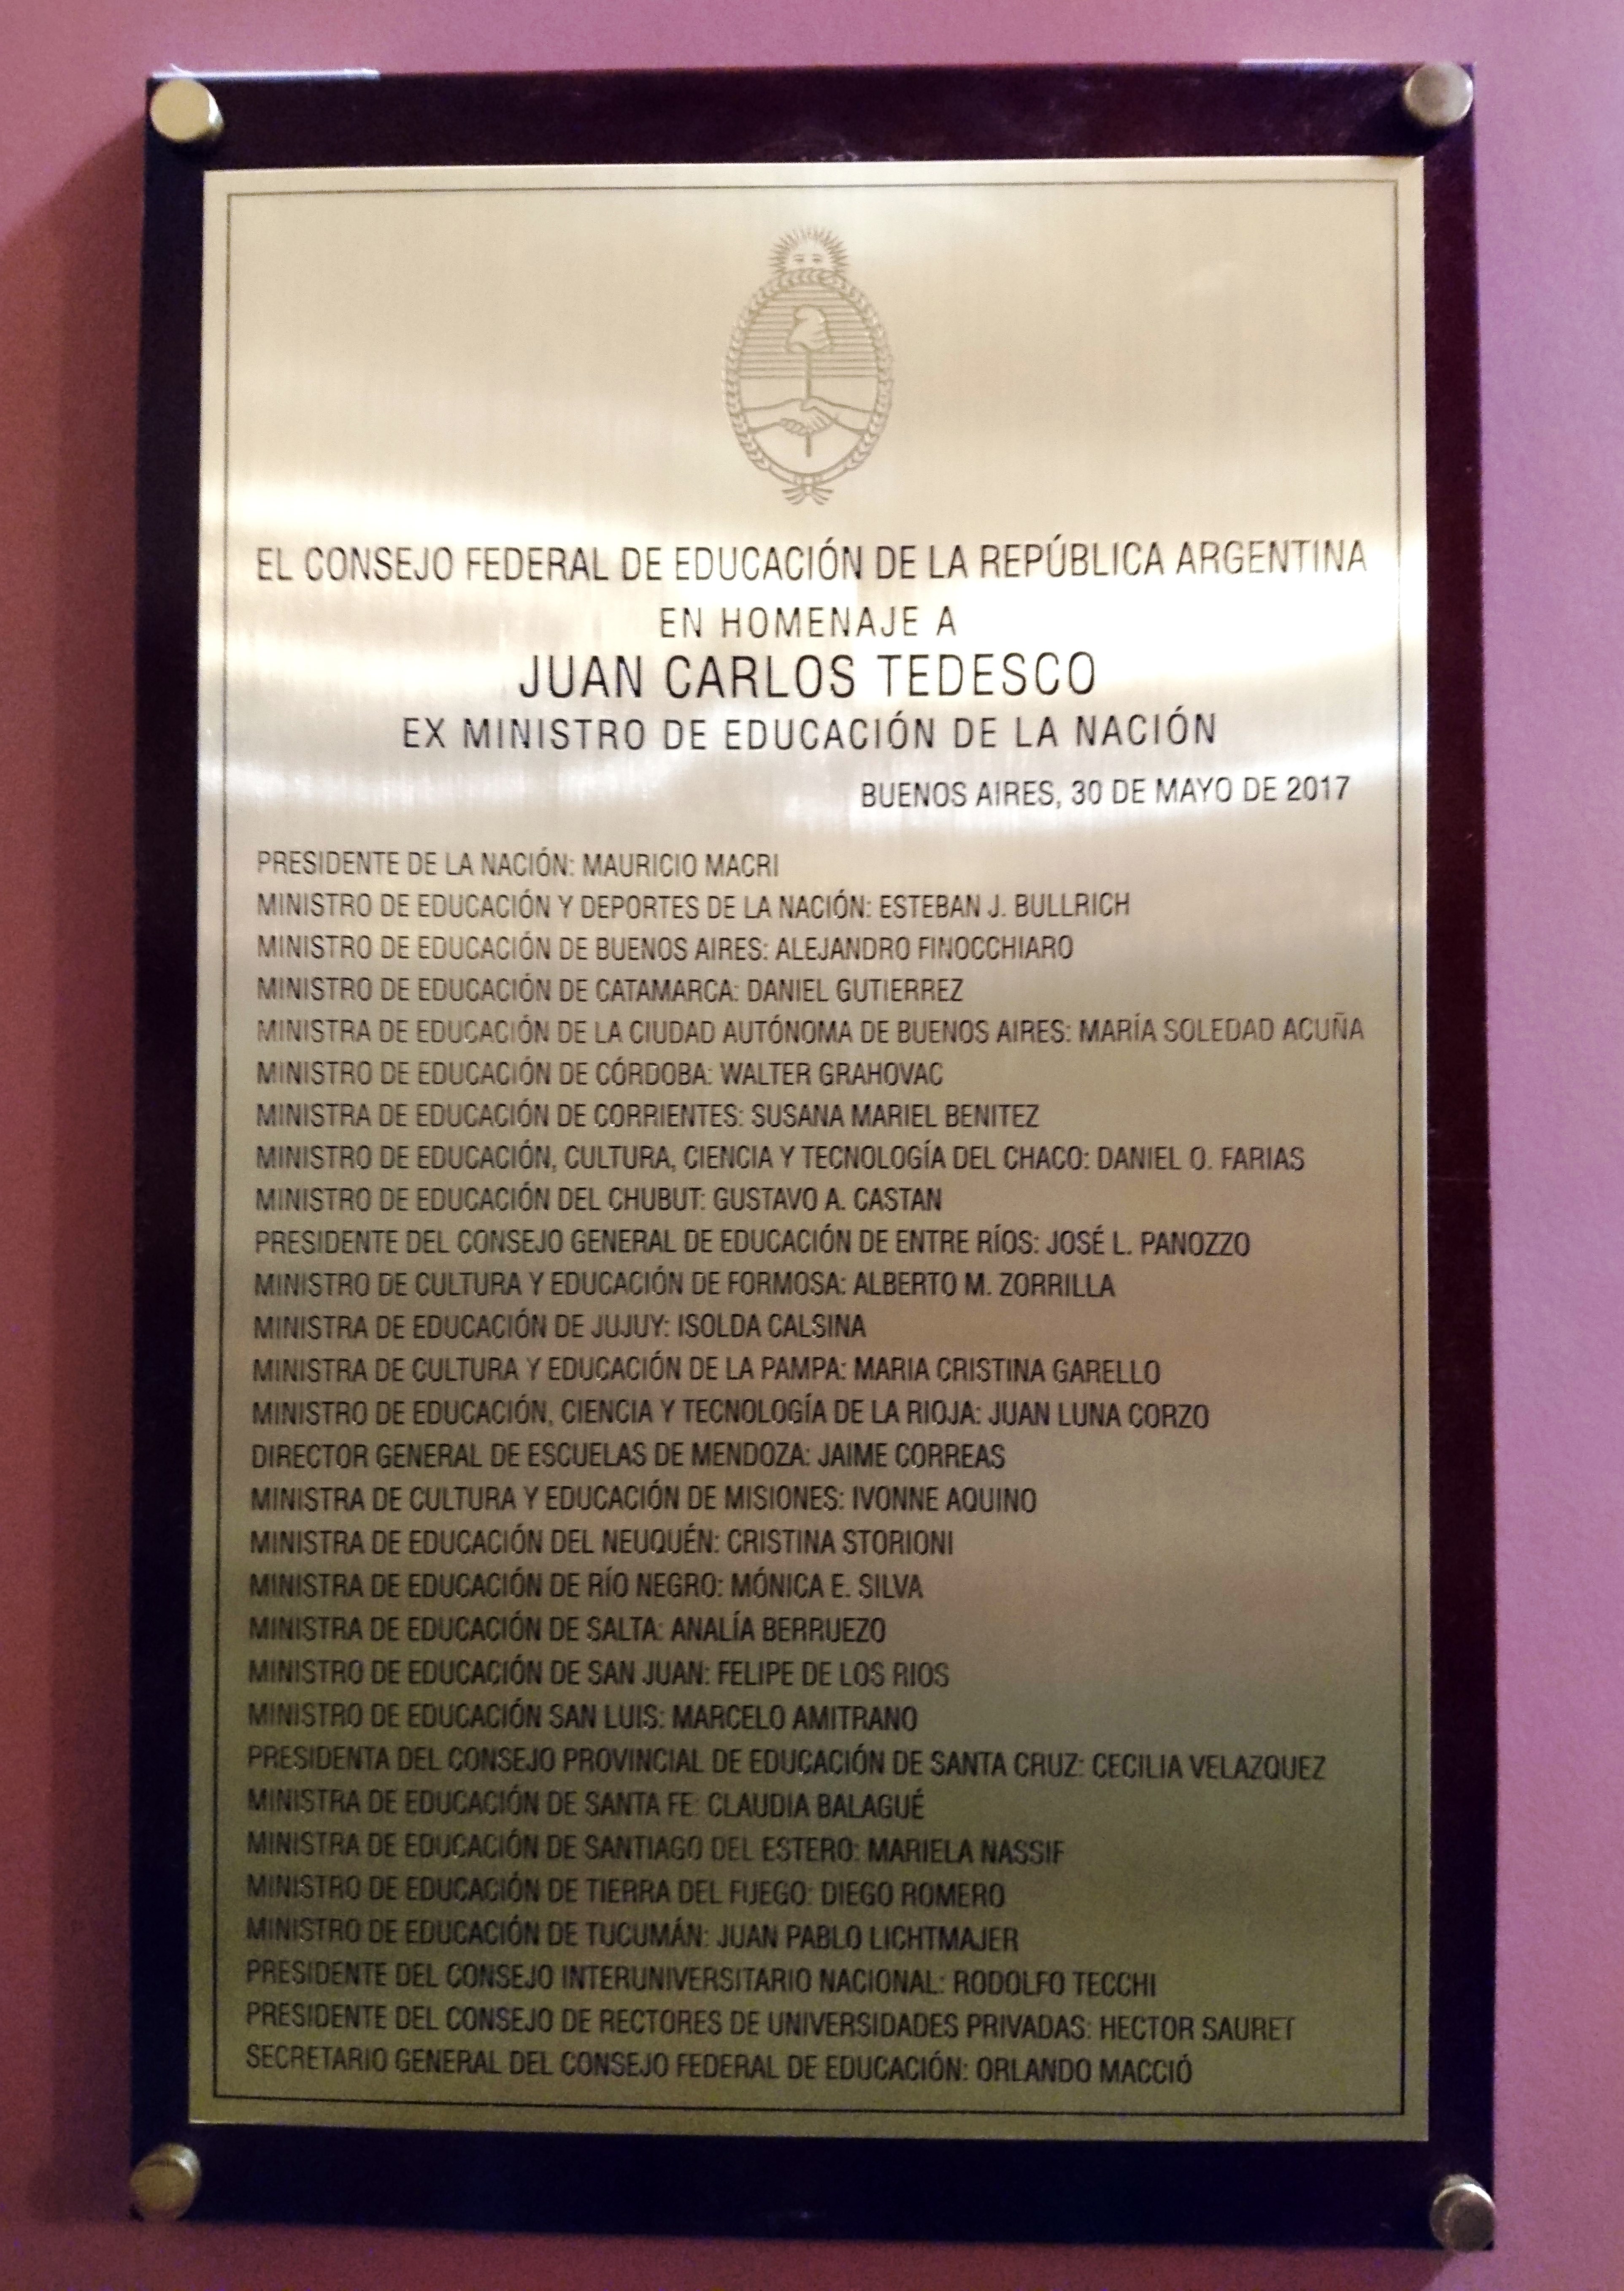 EL CONSEJO FEDERAL DE EDUCACIÓN DE LA REPÚBLICA ARGENTINA
EN HOMENAJE A
JUAN CARLOS TEDESCO
EX MINISTRO DE EDUCACIÓN DE LA NACIÓN
BUENOS AIRES, 30 DE MAYO DE 2017
PRESIDENTE DE LA NACIÓN: MAURICIO MACRI
MINISTRO DE EDUCACIÓN Y DEPORTES DE LA NACIÓN: ESTEBAN J. BULLRICH
MINISTRO DE EDUCACIÓN DE BUENOS AIRES: ALEJANDRO FINOCCHIARO
MINISTRO DE EDUCACIÓN DE CATAMARCA: DANIEL GUTIERREZ
MINISTRA DE EDUCACIÓN DE LA CIUDAD AUTÓNOMA DE BUENOS AIRES: MARÍA SOLEDAD ACUÑA
MINISTRO DE EDUCACIÓN DE CÓRDOBA: WALTER GRAHOVAC
MINISTRA DE EDUCACIÓN DE CORRIENTES: SUSANA MARIEL BENITEZ
MINISTRO DE EDUCACIÓN, CULTURA, CIENCIA Y TECNOLOGÍA DEL CHACO: DANIEL O. FARIAS
MINISTRO DE EDUCACIÓN DEL CHUBUT: GUSTAVO A. CASTAN
PRESIDENTE DEL CONSEJO GENERAL DE EDUCACIÓN DE ENTRE RÍOS: JOSÉ L. PANOZZO
MINISTRO DE CULTURA Y EDUCACIÓN DE FORMOSA: ALBERTO M. ZORRILLA
MINISTRA DE EDUCACIÓN DE JUJUY: ISOLDA CALSINA
MINISTRA DE CULTURA Y EDUCACIÓN DE LA PAMPA: MARIA CRISTINA GARELLO
MINISTRO DE EDUCACIÓN, CIENCIA Y TECNOLOGÍA DE LA RIOJA: JUAN LUNA CORZO
DIRECTOR GENERAL DE ESCUELAS DE MENDOZA: JAIME CORREAS
MINISTRA DE CULTURA Y EDUCACIÓN DE MISIONES: IVONNE AQUINO
MINISTRA DE EDUCACIÓN DEL NEUQUÉN: CRISTINA STORIONI
MINISTRA DE EDUCACIÓN DE RÍO NEGRO: MÓNICA E. SILVA
MINISTRA DE EDUCACIÓN DE SALTA: ANALÍA BERRUEZO
MINISTRO DE EDUCACIÓN DE SAN JUAN: FELIPE DE LOS RIOS
MINISTRO DE EDUCACIÓN SAN LUIS: MARCELO AMITRANO
PRESIDENTA DEL CONSEJO PROVINCIAL DE EDUCACIÓN DE SANTA CRUZ: CECILIA VELAZQUEZ
MINISTRA DE EDUCACIÓN DE SANTA FE: CLAUDIA BALAGUÉ
MINISTRA DE EDUCACIÓN DE SANTIAGO DEL ESTERO: MARIELA NASSIF
MINISTRO DE EDUCACIÓN DE TIERRA DEL FUEGO: DIEGO ROMERO
MINISTRO DE EDUCACIÓN DE TUCUMÁN: JUAN PABLO LICHTMAJER
PRESIDENTE DEL CONSEJO INTERUNIVERSITARIO NACIONAL: RODOLFO TECCHI
PRESIDENTE DEL CONSEJO DE RECTORES DE UNIVERSIDADES PRIVADAS: HECTOR SAURET
SECRETARIO GENERAL DEL CONSEJO FEDERAL DE EDUCACIÓN: ORLANDO MACCIÓ